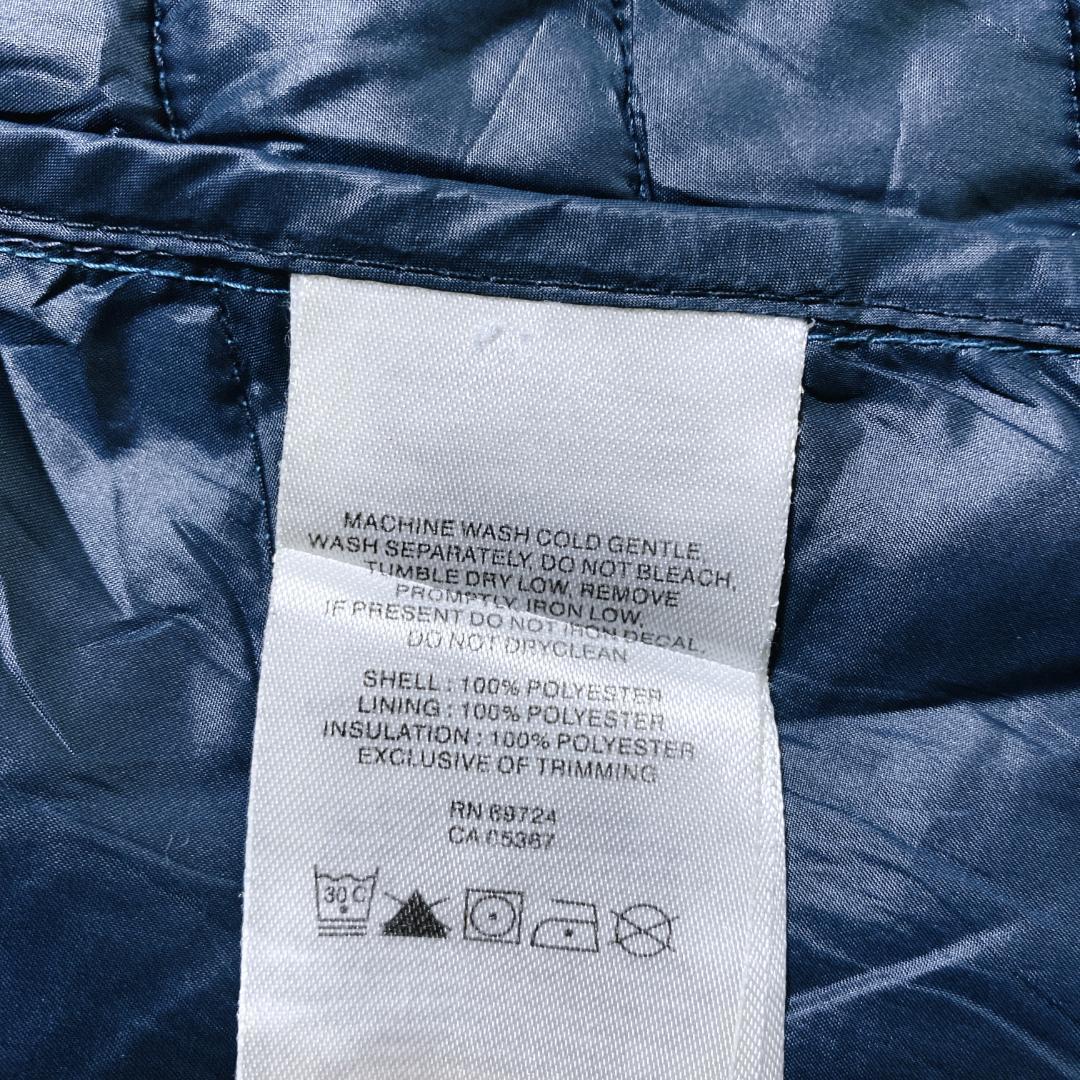 MACHINE WASH COLD GENTLE.
WASH SEPARATELY, DO NOT BLEACH,
TUMBLE DRY LOW, REMOVE
PROMPTLY, IRON LOW.
IF PRESENT DO NOT IRON DECAL,
DO NOT DRYCLEAN
SHELL : 100% POLYESTER
LINING : 100% POLYESTER
INSULATION : 100% POLYESTER
EXCLUSIVE OF TRIMMING
RN 69724
CA 05367
30 C